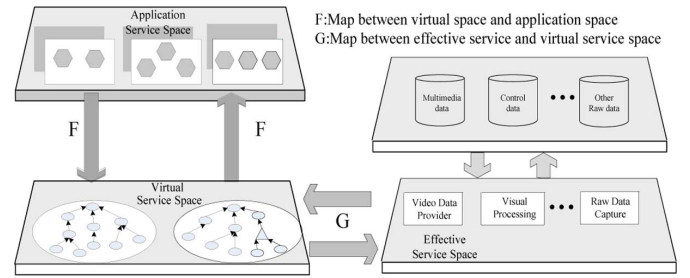 Application
Service Space
F:Map between virtual space and application space
G:Map between effective service and virtual service space
Multimedia
data
Control
data
Other
Raw data
F
F
Virtual
Service Space
G
Video Data
Provider
Visual
Processing
Raw Data
Capture
Effective
Service Space